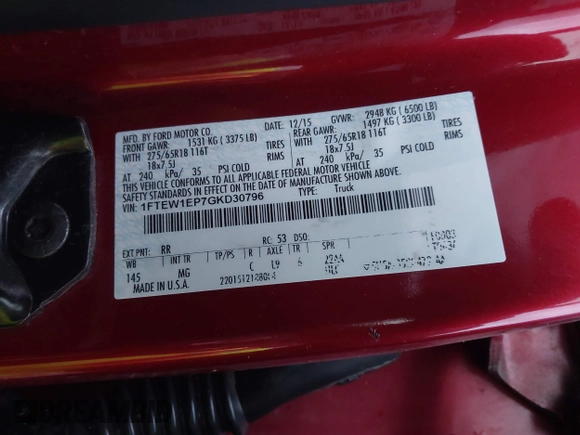 MFD. BY FORD MOTOR CO.
12/15 GVWR: 2948 KG ( 6500 LB)
FRONT GAWR: 1531 KG ( 3375 LB)
REAR GAWR: 1497 KG ( 3300 LB)
WITH 275/65R18 116T TIRES
WITH 275/65R18 116T TIRES
18x7.5J RIMS
18x7.5J RIMS
AT 240 kPa/ 35 PSI COLD
AT 240 kPa/ 35 PSI COLD
THIS VEHICLE CONFORMS TO ALL APPLICABLE FEDERAL MOTOR VEHICLE
SAFETY STANDARDS IN EFFECT ON THE DATE OF MANUFACTURE SHOWN ABOVE.
VIN: 1FTEW1EP7GKD30796
TYPE: Truck
EXT PNT: RR RC: 53 DSO:
WB INT TR TP/PS R AXLE TR SPR
145 MG C L9 6
MADE IN U.S.A.
DREAMBID